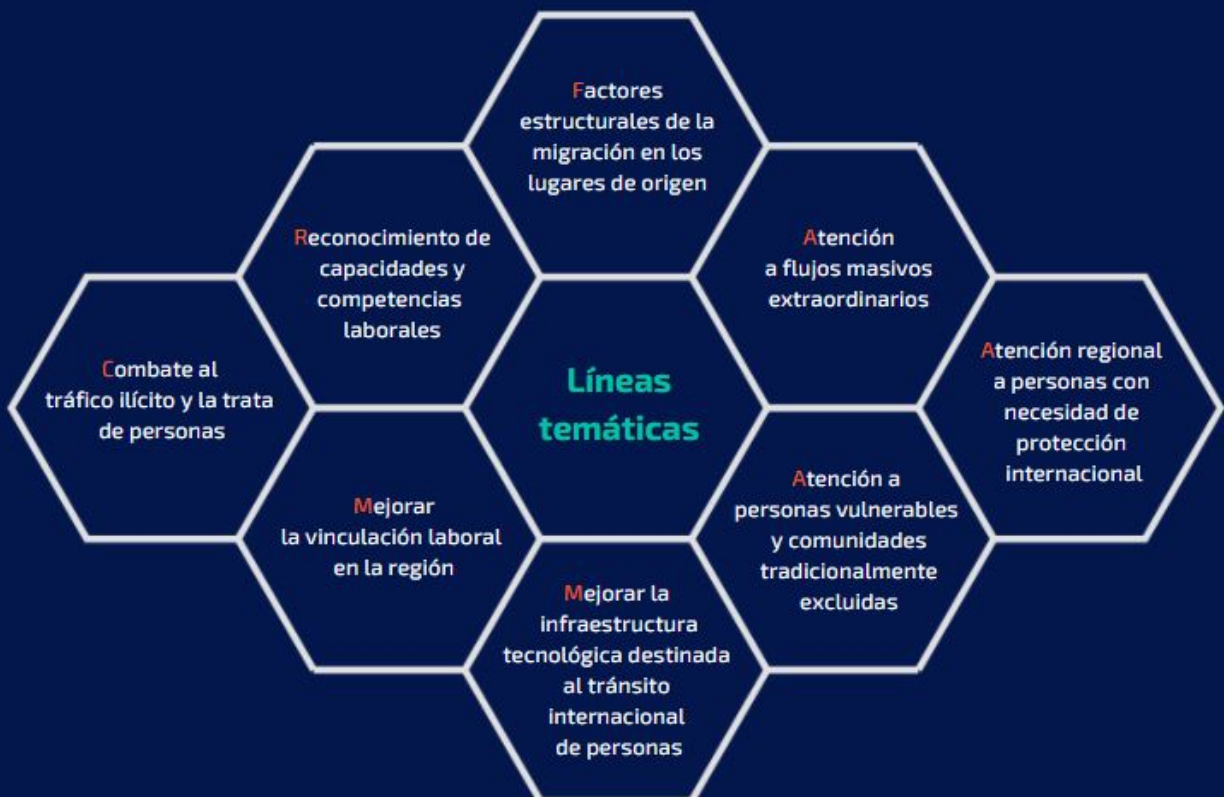 Factores
estructurales de la
migración en los
lugares de origen
Reconocimiento de
capacidades y
competencias
laborales
Atención
a flujos masivos
extraordinarios
Combate al
tráfico ilícito y la trata
de personas
Líneas
temáticas
Atención regional
a personas con
necesidad de
protección
internacional
Mejorar
la vinculación laboral
en la región
Atención a
personas vulnerables
y comunidades
tradicionalmente
excluidas
Mejorar la
infraestructura
tecnológica destinada
al tránsito
internacional
de personas